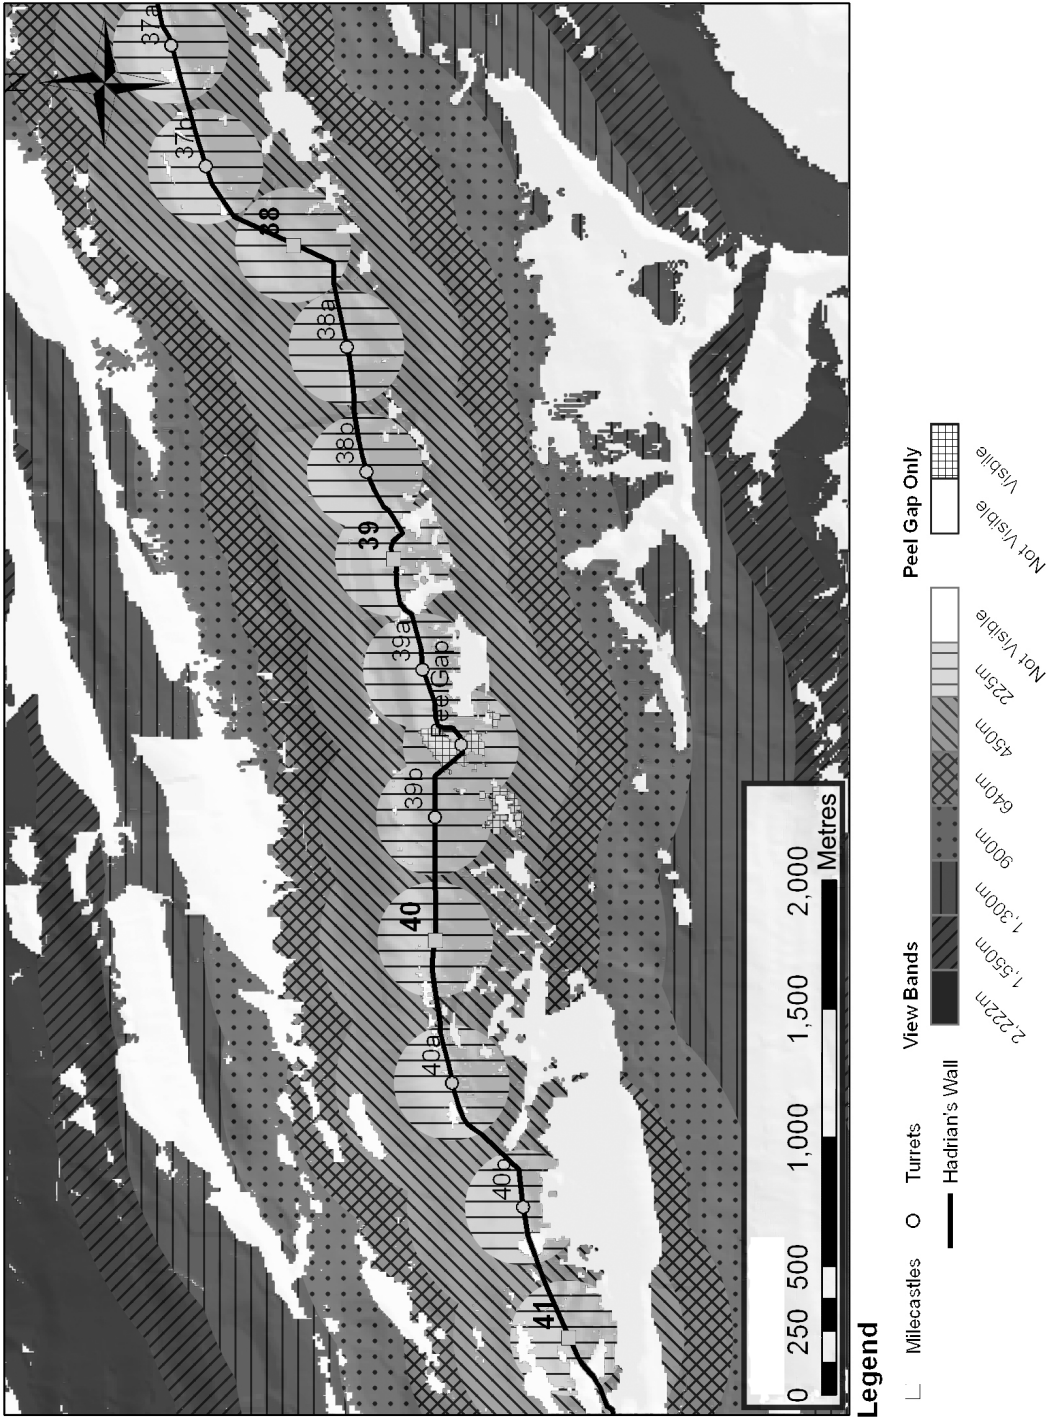 N
37a
37b
38
38a
38b
39
39a
Peel Gap
39b
40
40a
40b
41
0 250 500 1,000 1,500 2,000
Metres
Legend
Milecastles
Turrets
Hadrian's Wall
View Bands
2,222m
1,550m
1,300m
900m
640m
450m
225m
Not Visible
Peel Gap Only
Not Visible
Visbile